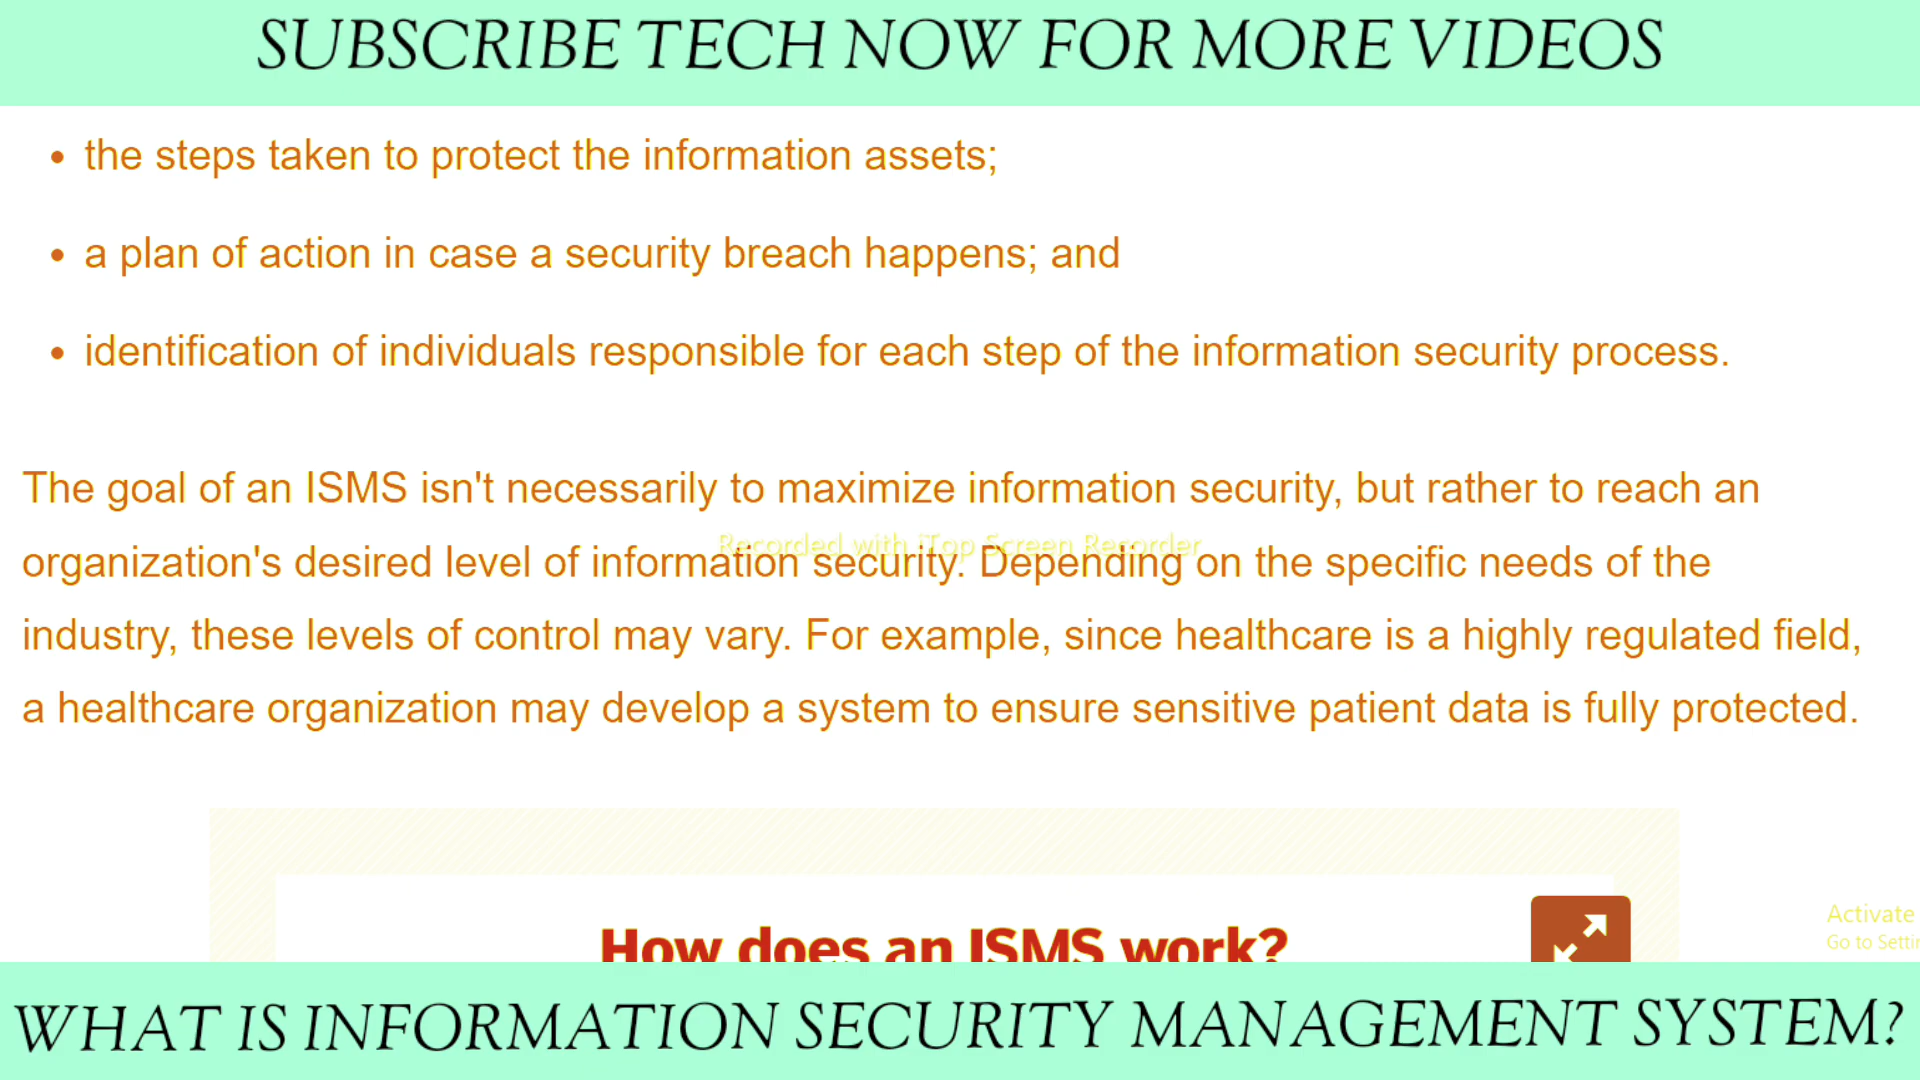 SUBSCRIBE TECH NOW FOR MORE VIDEOS
• the steps taken to protect the information assets;
• a plan of action in case a security breach happens; and
• identification of individuals responsible for each step of the information security process.
The goal of an ISMS isn't necessarily to maximize information security, but rather to reach an
Recorded with iTop Screen Recorder
organization's desired level of information security. Depending on the specific needs of the
industry, these levels of control may vary. For example, since healthcare is a highly regulated field,
a healthcare organization may develop a system to ensure sensitive patient data is fully protected.
How does an ISMS work?
Activate
Go to
WHAT IS INFORMATION SECURITY MANAGEMENT SYSTEM?